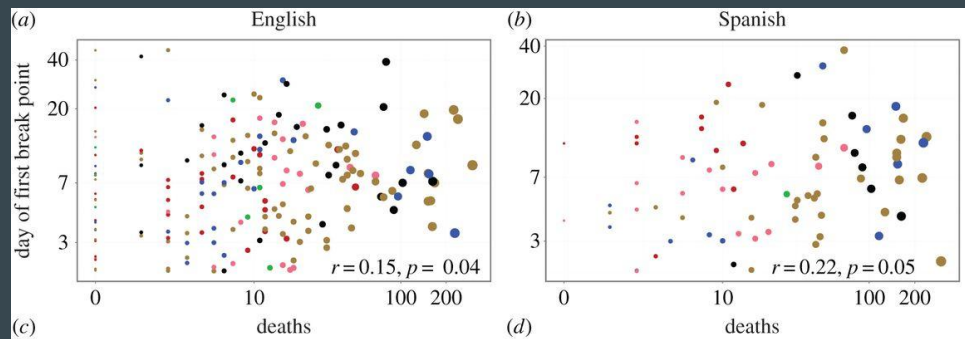 (a) English
(b) Spanish
day of first break point
40
20
7
3
r = 0.15, p = 0.04
0 10 100 200
deaths
40
20
7
3
r = 0.22, p = 0.05
0 10 100 200
deaths
(c)
(d)